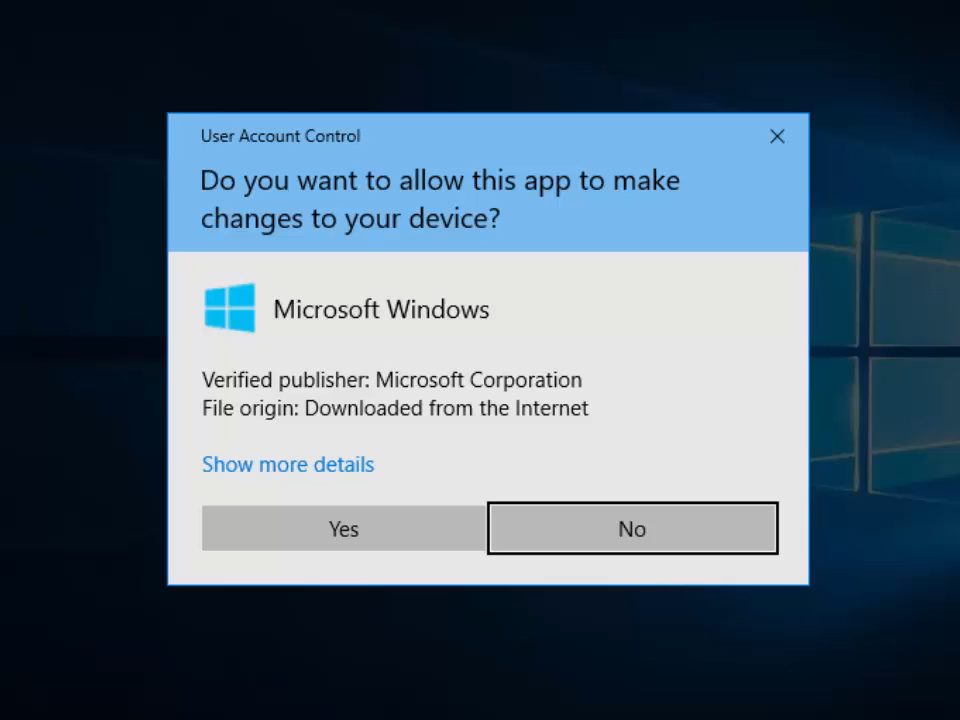 User Account Control
Do you want to allow this app to make
changes to your device?
Microsoft Windows
Verified publisher: Microsoft Corporation
File origin: Downloaded from the Internet
Show more details
Yes
No